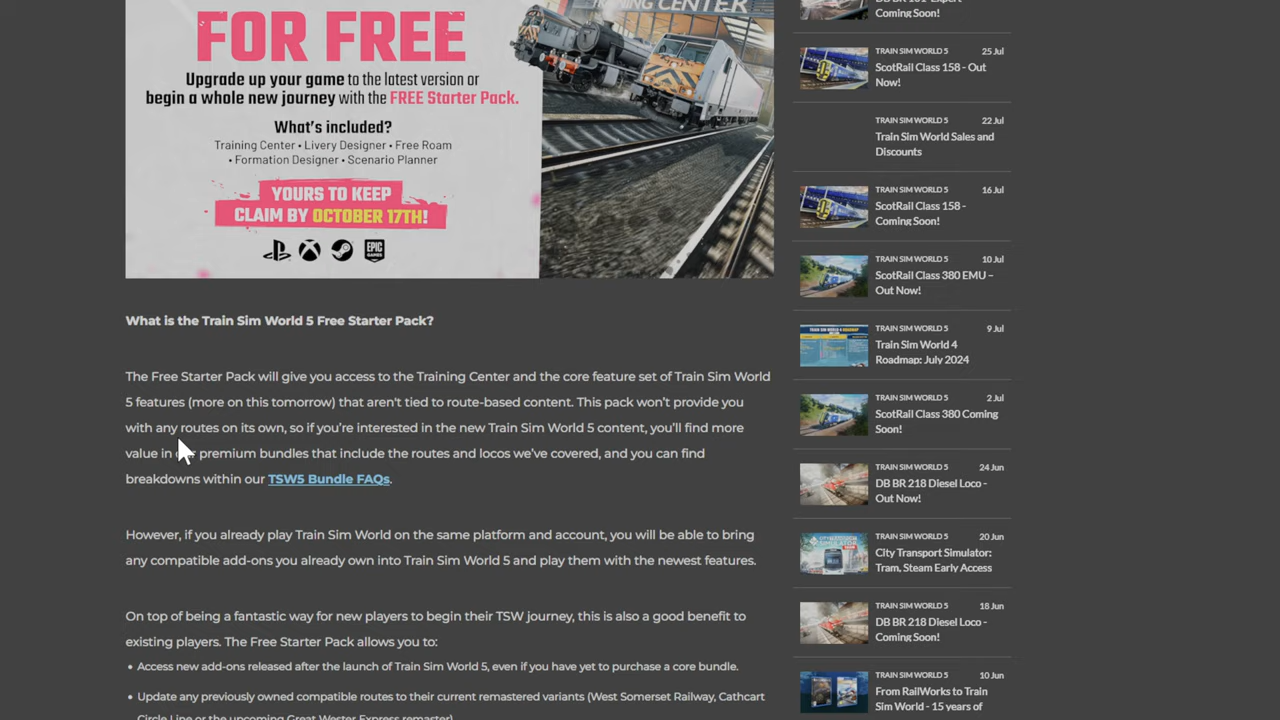 TRAINING CENTER
FOR FREE
Upgrade up your game to the latest version or
begin a whole new journey with the FREE Starter Pack.
What's included?
Training Center • Livery Designer • Free Roam
• Formation Designer • Scenario Planner
YOURS TO KEEP
CLAIM BY OCTOBER 17TH!
EPIC
GAMES
What is the Train Sim World 5 Free Starter Pack?
The Free Starter Pack will give you access to the Training Center and the core feature set of Train Sim World
5 features (more on this tomorrow) that aren't tied to route-based content. This pack won't provide you
with any routes on its own, so if you're interested in the new Train Sim World 5 content, you'll find more
value in premium bundles that include the routes and locos we've covered, and you can find
breakdowns within our TSW5 Bundle FAQs.
However, if you already play Train Sim World on the same platform and account, you will be able to bring
any compatible add-ons you already own into Train Sim World 5 and play them with the newest features.
On top of being a fantastic way for new players to begin their TSW journey, this is also a good benefit to
existing players. The Free Starter Pack allows you to:
• Access new add-ons released after the launch of Train Sim World 5, even if you have yet to purchase a core bundle.
• Update any previously owned compatible routes to their current remastered variants (West Somerset Railway, Cathcart
Circle Line or the upcoming Great Wester Express remaster)
Coming Soon!
TRAIN SIM WORLD 5 25 Jul
ScotRail Class 158 - Out
Now!
TRAIN SIM WORLD 5 22 Jul
Train Sim World Sales and
Discounts
TRAIN SIM WORLD 5 16 Jul
ScotRail Class 158 -
Coming Soon!
TRAIN SIM WORLD 5 10 Jul
ScotRail Class 380 EMU –
Out Now!
TRAIN SIM WORLD 5 9 Jul
Train Sim World 4
Roadmap: July 2024
TRAIN SIM WORLD 5 2 Jul
ScotRail Class 380 Coming
Soon!
TRAIN SIM WORLD 5 24 Jun
DB BR 218 Diesel Loco -
Out Now!
TRAIN SIM WORLD 5 20 Jun
City Transport Simulator:
Tram, Steam Early Access
TRAIN SIM WORLD 5 18 Jun
DB BR 218 Diesel Loco -
Coming Soon!
TRAIN SIM WORLD 5 10 Jun
From RailWorks to Train
Sim World - 15 years of